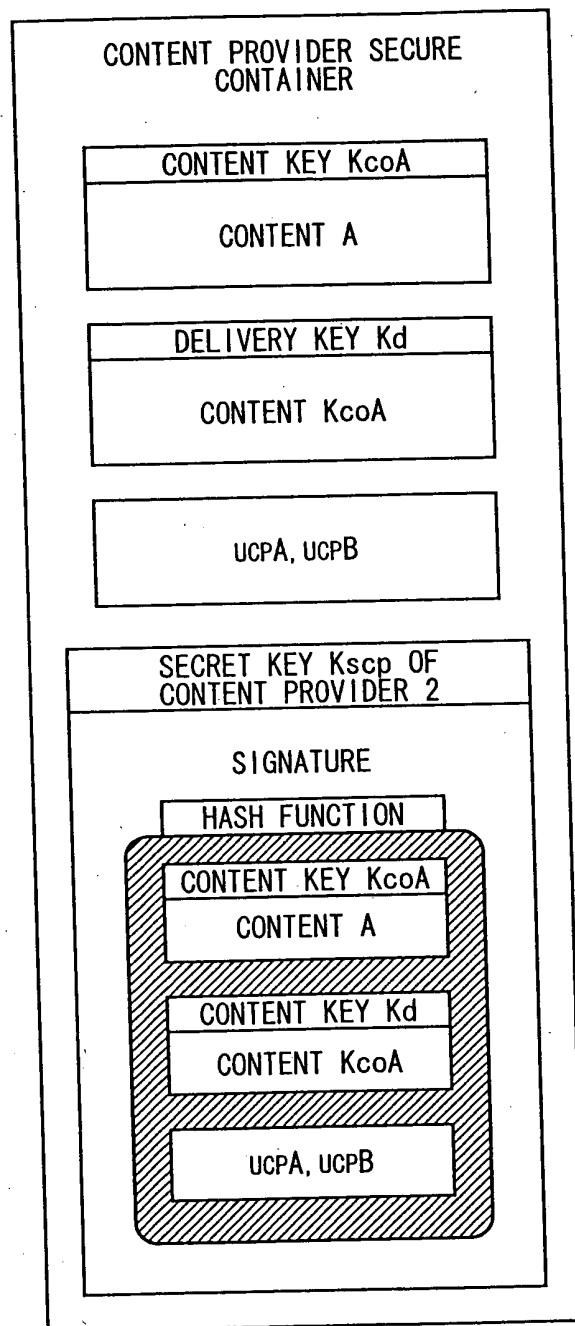 CONTENT PROVIDER SECURE
CONTAINER
CONTENT KEY KcoA
CONTENT A
DELIVERY KEY Kd
CONTENT KcoA
UCPA, UCPB
SECRET KEY Kscp OF
CONTENT PROVIDER 2
SIGNATURE
HASH FUNCTION
CONTENT KEY KcoA
CONTENT A
CONTENT KEY Kd
CONTENT KcoA
UCPA, UCPB